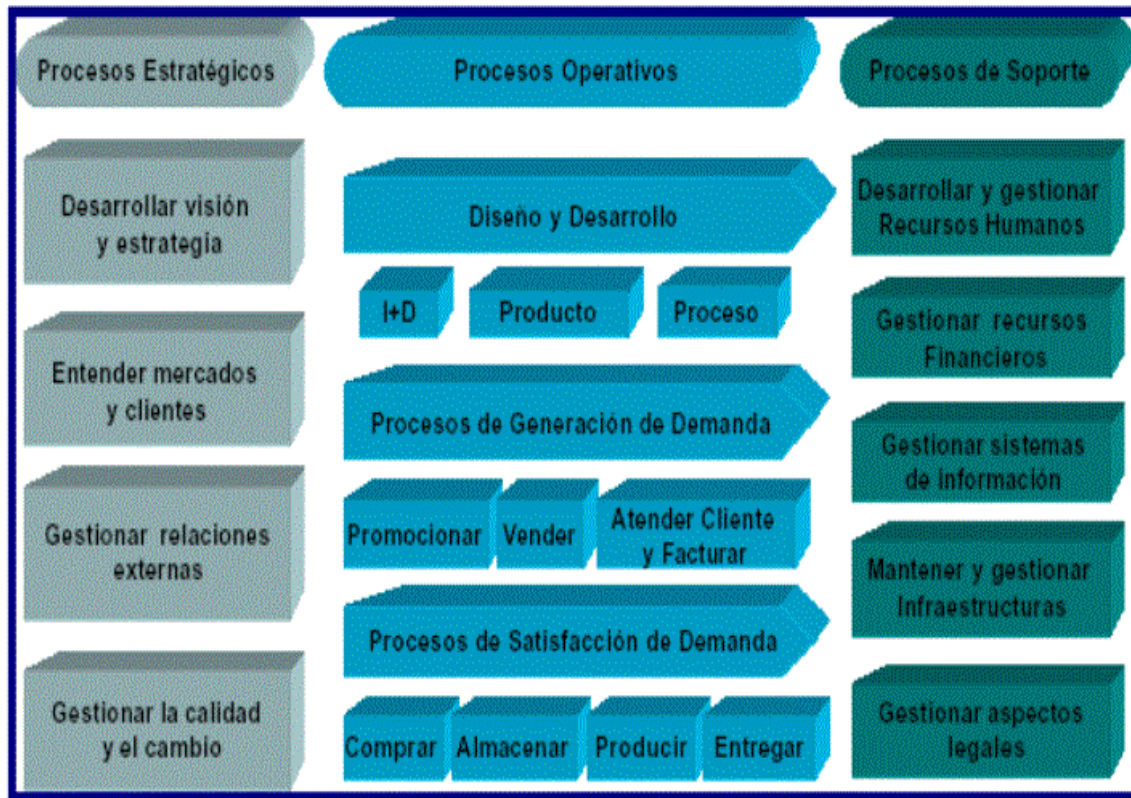 Procesos Estratégicos
Desarrollar visión
y estrategia
Entender mercados
y clientes
Gestionar relaciones
externas
Gestionar la calidad
y el cambio
Procesos Operativos
Diseño y Desarrollo
I+D
Producto
Proceso
Procesos de Generación de Demanda
Promocionar
Vender
Atender Cliente
y Facturar
Procesos de Satisfacción de Demanda
Comprar
Almacenar
Producir
Entregar
Procesos de Soporte
Desarrollar y gestionar
Recursos Humanos
Gestionar recursos
Financieros
Gestionar sistemas
de información
Mantener y gestionar
Infraestructuras
Gestionar aspectos
legales